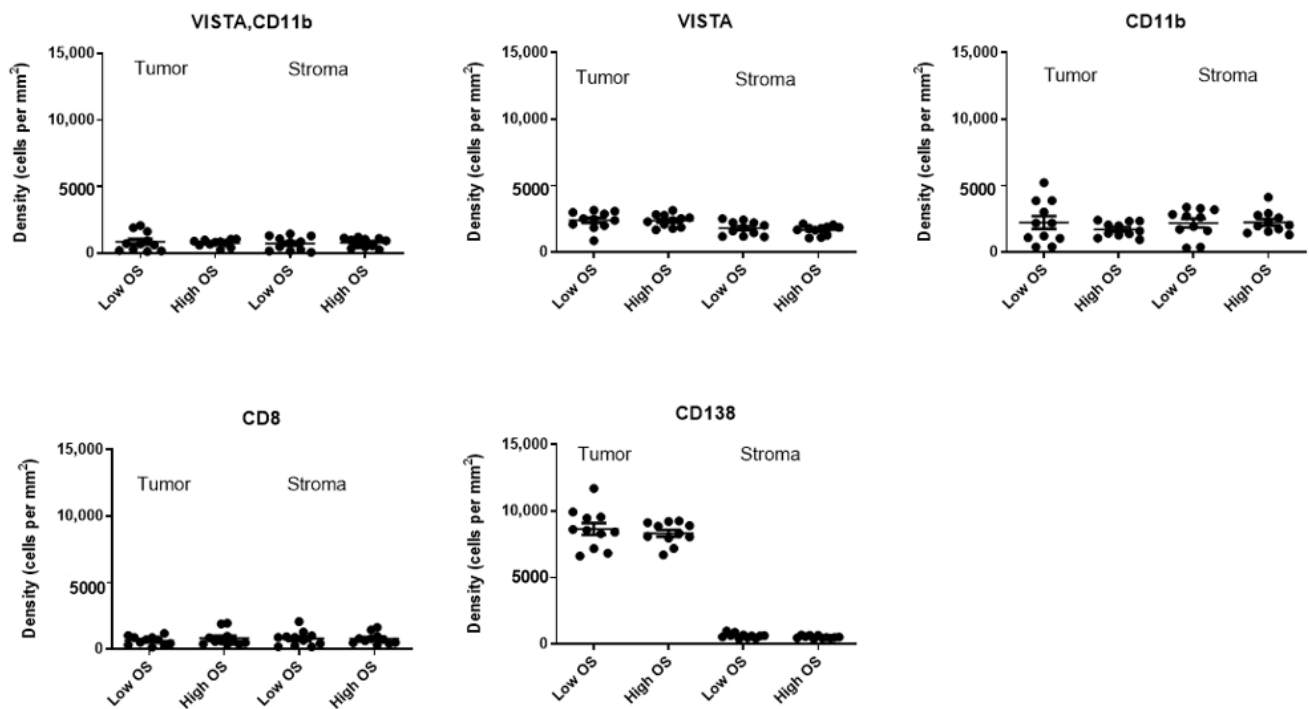 VISTA,CD11b
Density (cells per mm²)
15,000
10,000
5000
0
Tumor
Stroma
Low OS
High OS
Low OS
High OS
VISTA
Density (cells per mm²)
15,000
10,000
5000
0
Tumor
Stroma
Low OS
High OS
Low OS
High OS
CD11b
Density (cells per mm²)
15,000
10,000
5000
0
Tumor
Stroma
Low OS
High OS
Low OS
High OS
CD8
Density (cells per mm²)
15,000
10,000
5000
0
Tumor
Stroma
Low OS
High OS
Low OS
High OS
CD138
Density (cells per mm²)
15,000
10,000
5000
0
Tumor
Stroma
Low OS
High OS
Low OS
High OS